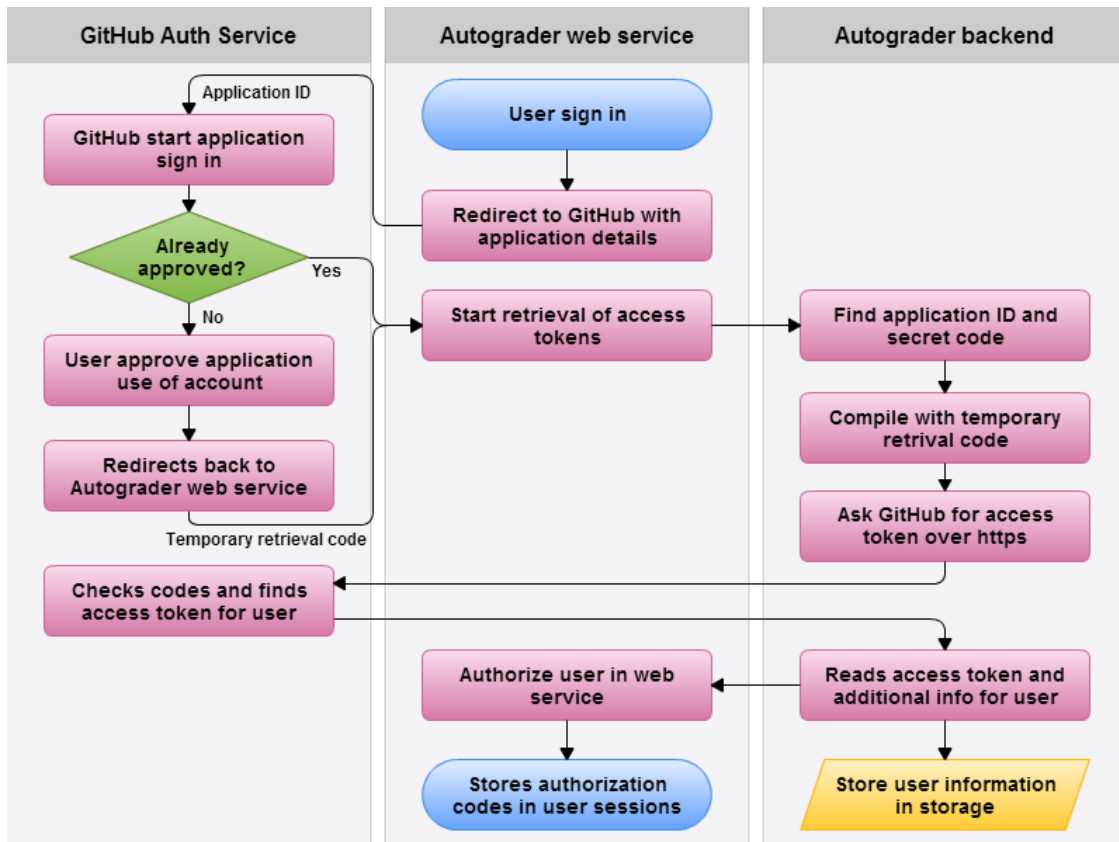 GitHub Auth Service
Autograder web service
Autograder backend
Application ID
User sign in
GitHub start application
sign in
Redirect to GitHub with
application details
Already
approved?
Yes
No
Start retrieval of access
tokens
Find application ID and
secret code
User approve application
use of account
Compile with temporary
retrival code
Redirects back to
Autograder web service
Temporary retrieval code
Ask GitHub for access
token over https
Checks codes and finds
access token for user
Authorize user in web
service
Reads access token and
additional info for user
Stores authorization
codes in user sessions
Store user information
in storage